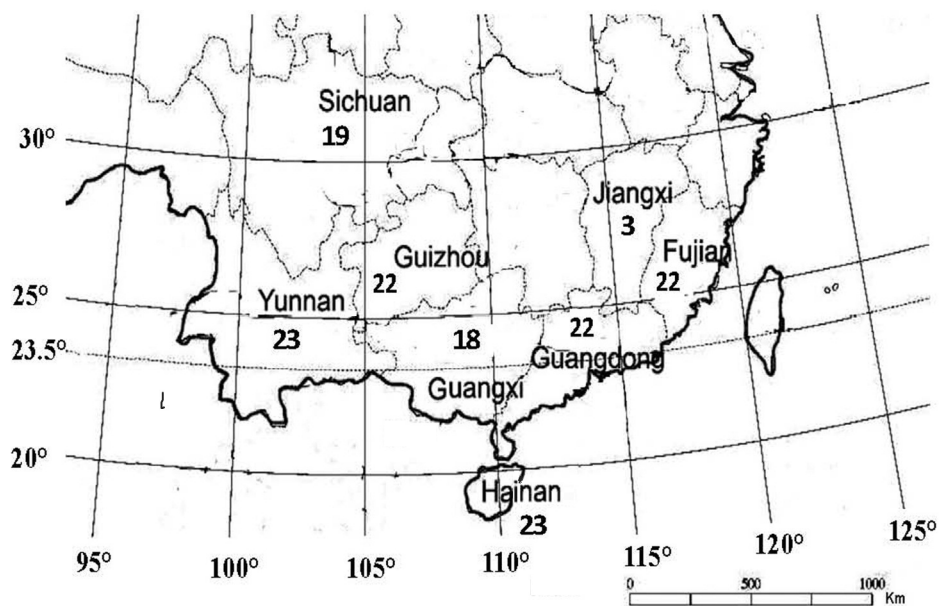 Sichuan
19
30°
Jiangxi
3
Guizhou
22
Fujian
22
25°
Yunnan
23
18
22
23.5°
Guangdong
Guangxi
20°
Hainan
23
95°
100°
105°
110°
115°
120°
125°
0 500 1000
Km